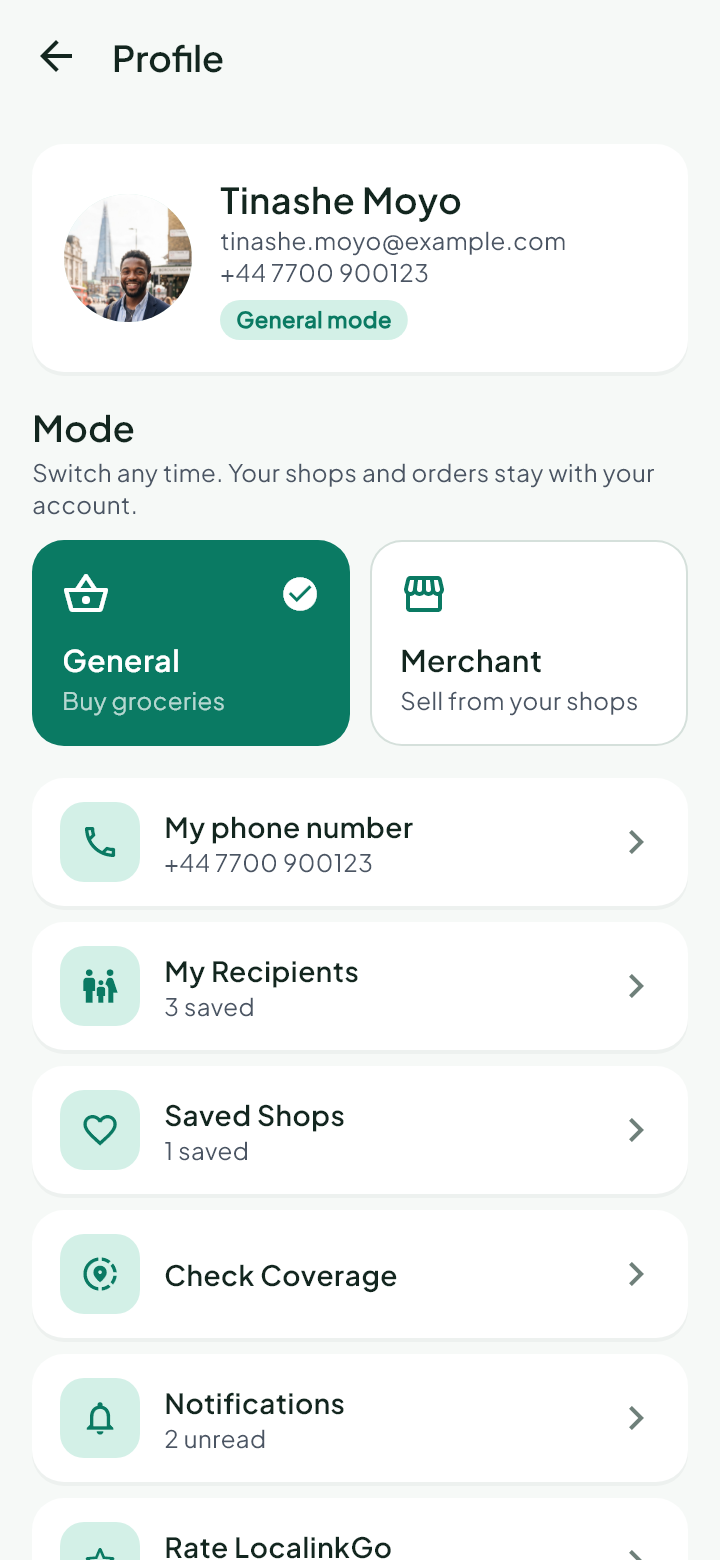 Profile
Tinashe Moyo
tinashe.moyo@example.com
+44 7700 900123
General mode
Mode
Switch any time. Your shops and orders stay with your
account.
General
Buy groceries
Merchant
Sell from your shops
My phone number
+44 7700 900123
My Recipients
3 saved
Saved Shops
1 saved
Check Coverage
Notifications
2 unread
Rate LocalinkGo